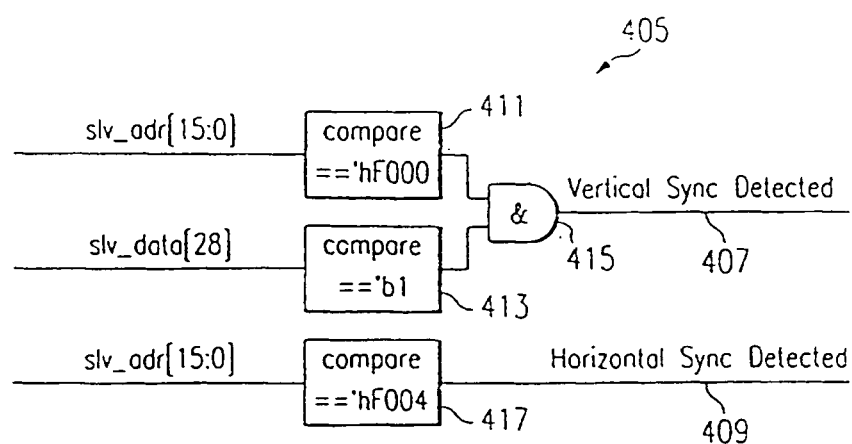 405
slv_adr[15:0]
compare
=='hF000
411
slv_data[28]
compare
=='b1
413
&
415
Vertical Sync Detected
407
slv_adr[15:0]
compare
=='hF004
417
Horizontal Sync Detected
409